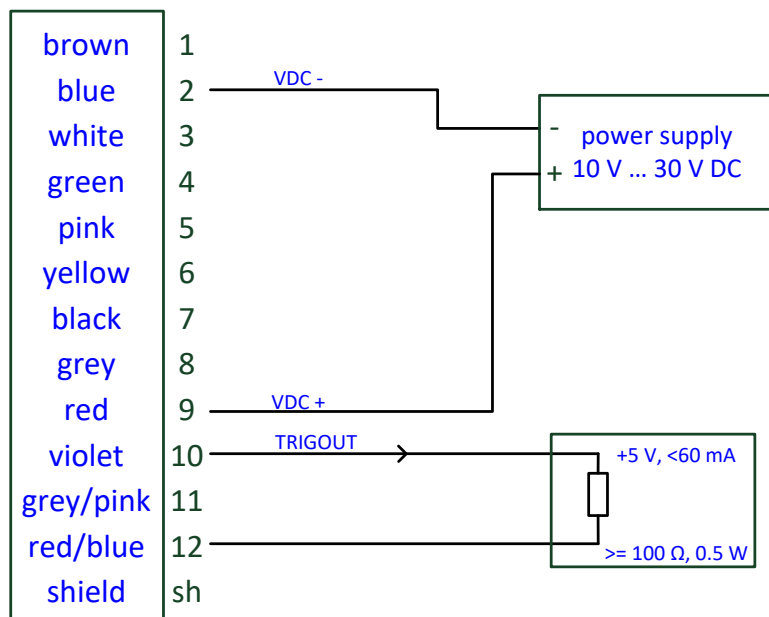 brown 1
blue 2 VDC -
white 3
green 4
pink 5
yellow 6
black 7
grey 8
red 9 VDC +
violet 10 TRIGOUT
grey/pink 11
red/blue 12
shield sh
- power supply
+ 10 V ... 30 V DC
+5 V, <60 mA
>= 100 Ω, 0.5 W